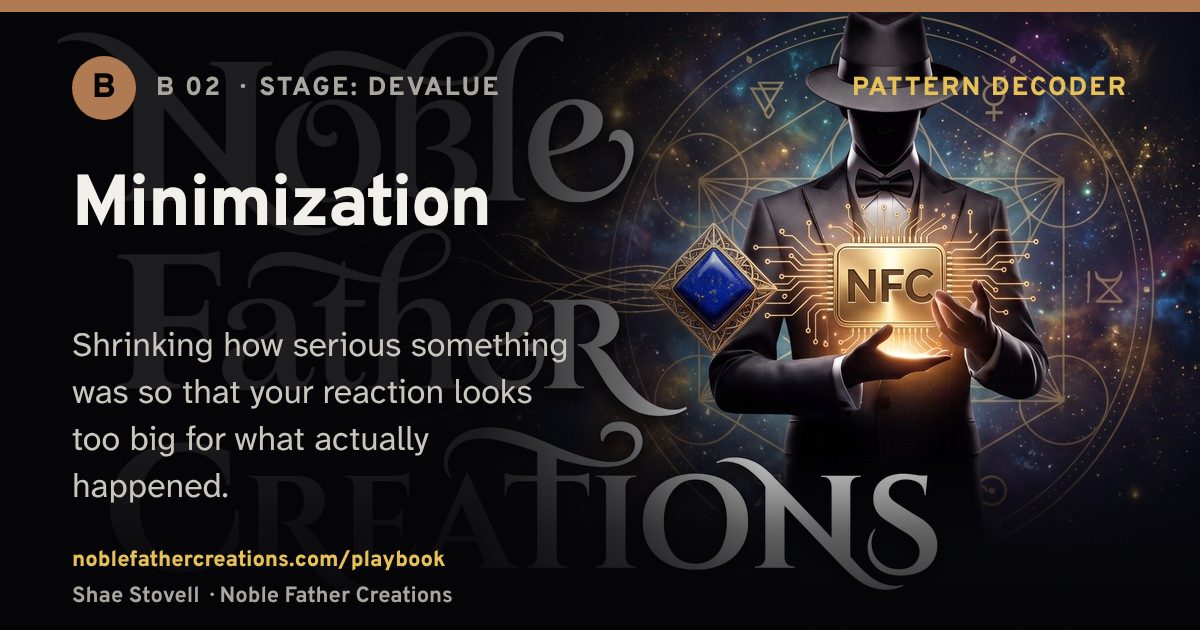 B
B 02 · STAGE: DEVALUE
PATTERN DECODER
Noble
Minimization
Father
NFC
Shrinking how serious something
was so that your reaction looks
too big for what actually
happened.
Creations
noblefathercreations.com/playbook
Shae Stovell · Noble Father Creations